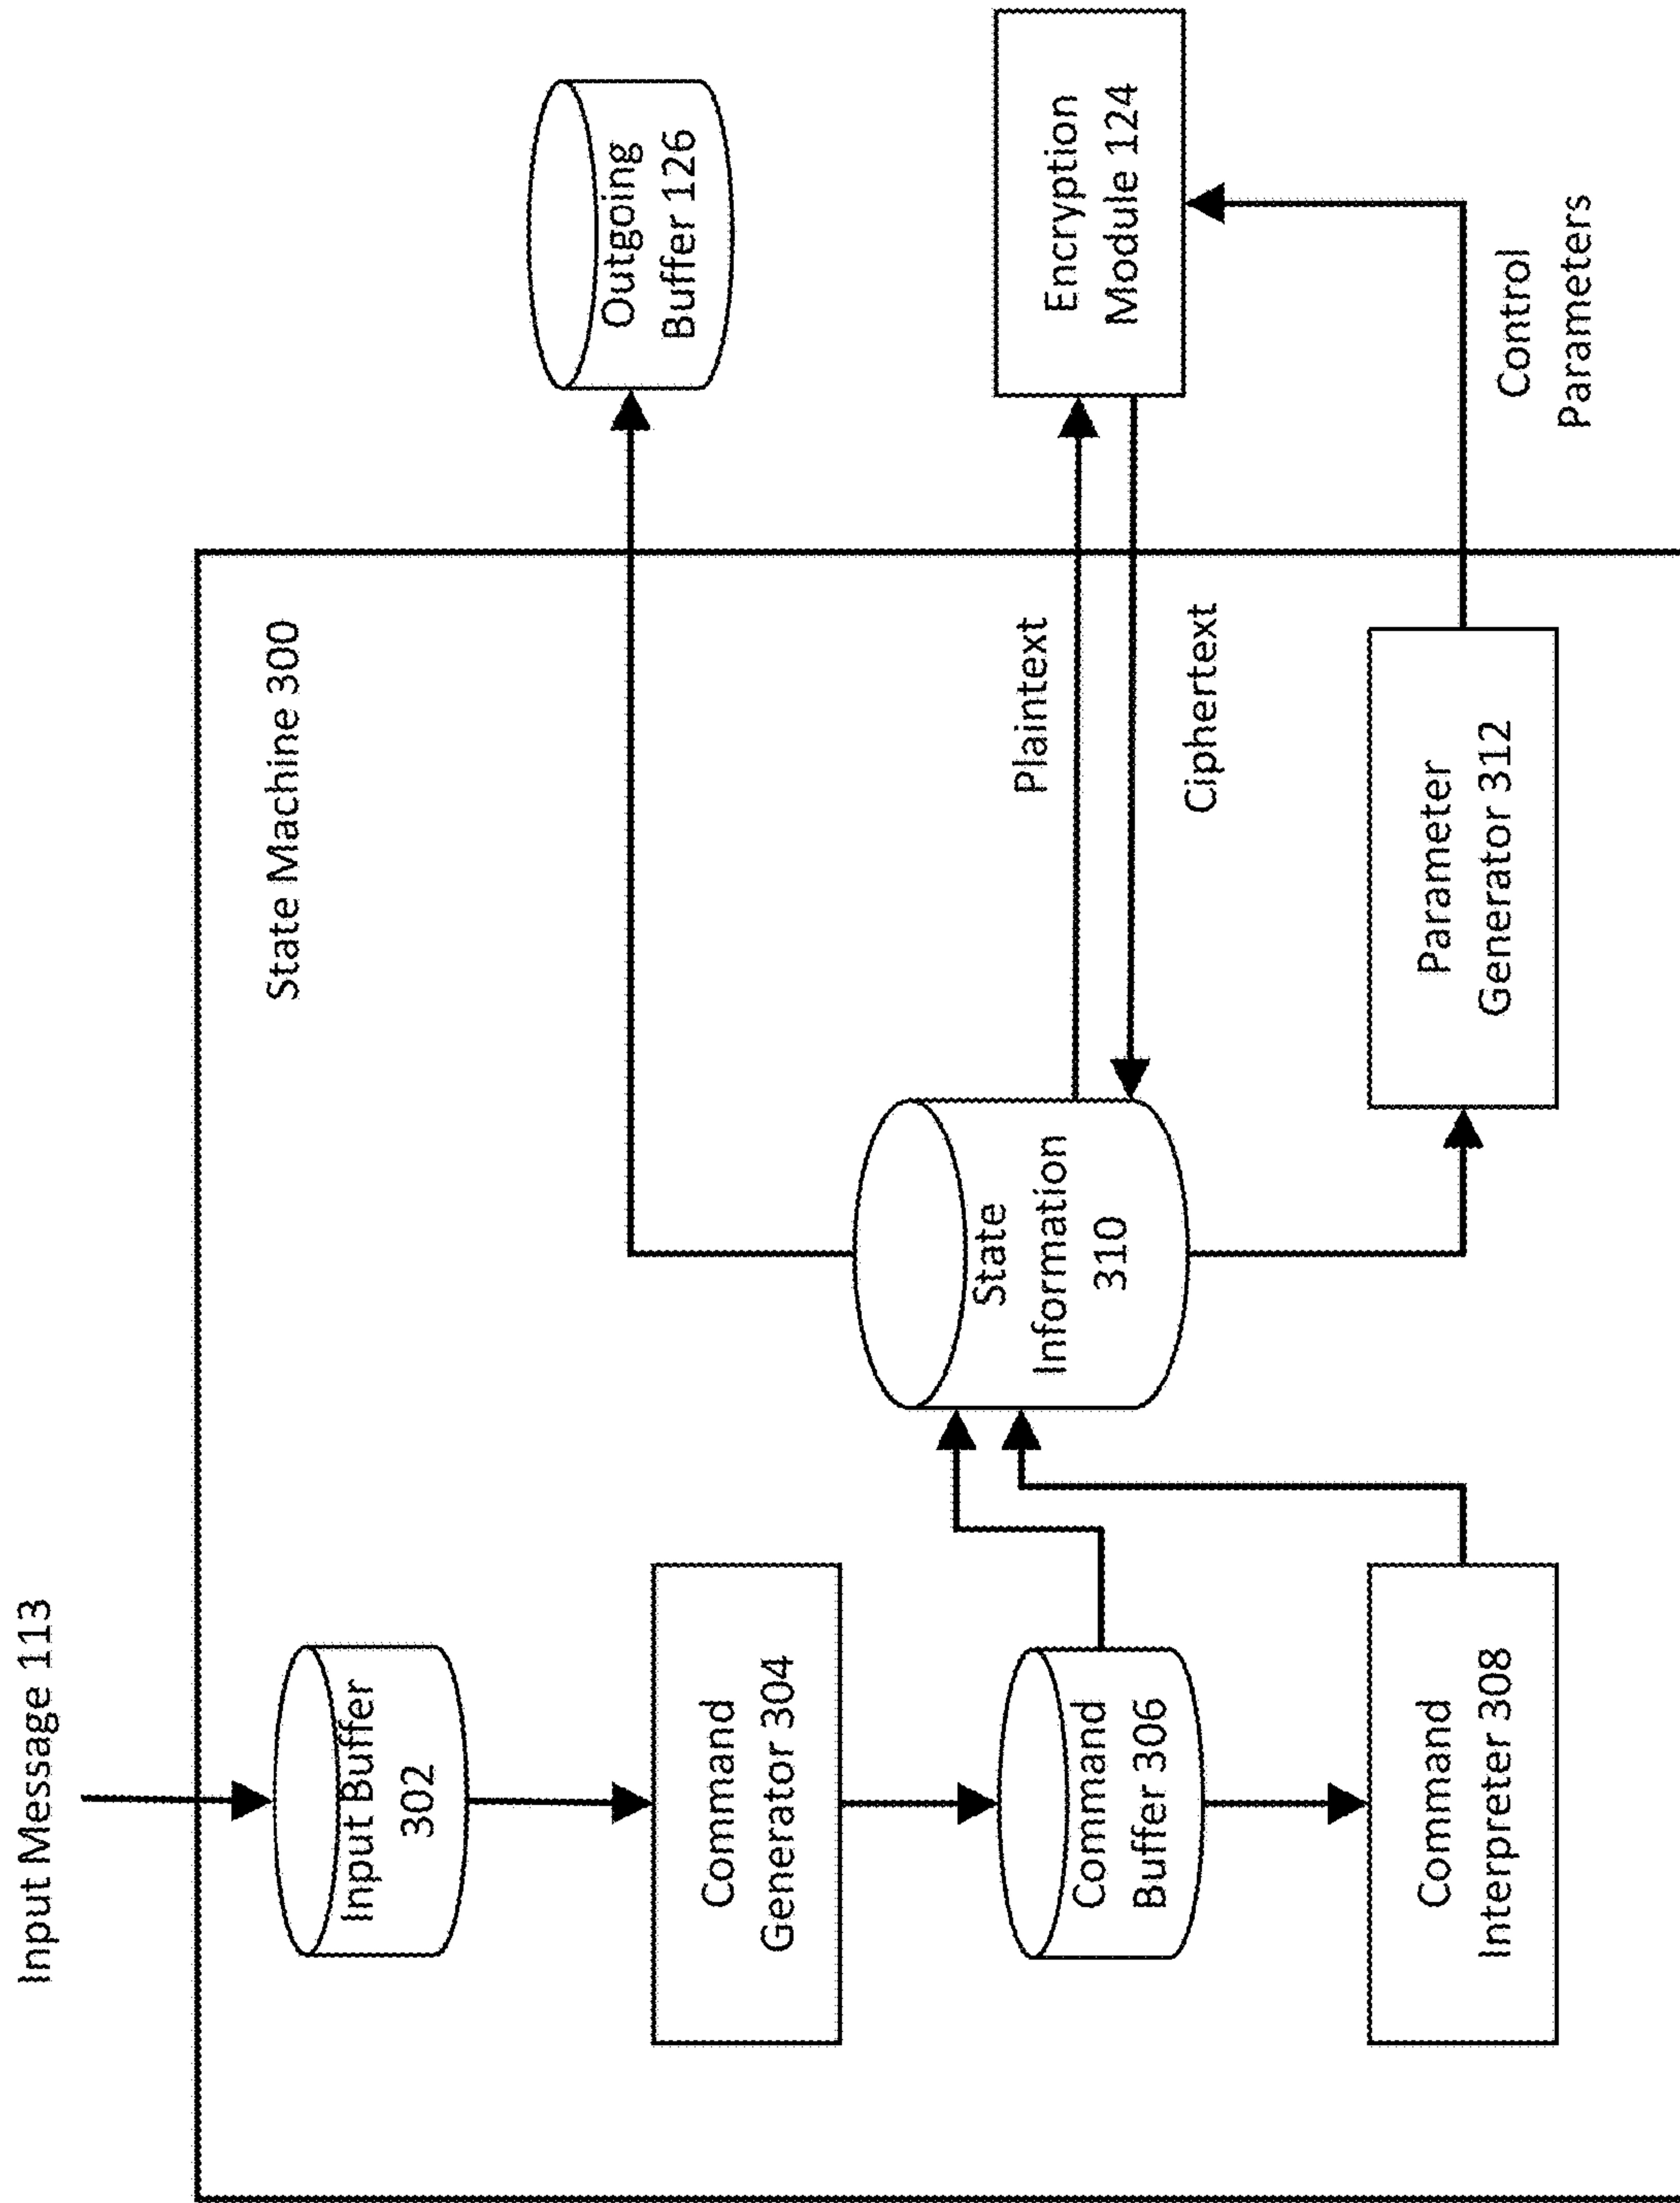 Input Message 113
State Machine 300
Input Buffer
302
Command
Generator 304
Command
Buffer 306
Command
Interpreter 308
State
Information
310
Outgoing
Buffer 126
Plaintext
Ciphertext
Encryption
Module 124
Parameter
Generator 312
Control
Parameters